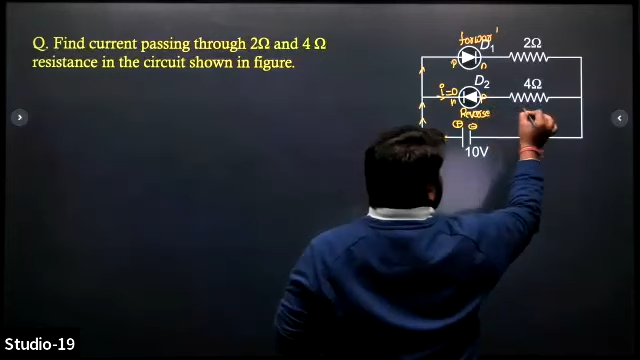 Q. Find current passing through 2Ω and 4 Ω
resistance in the circuit shown in figure.
forward
D1
2Ω
p
n
i=0
D2
4Ω
n
p
Reverse
⊕
⊖
10V
Studio-19